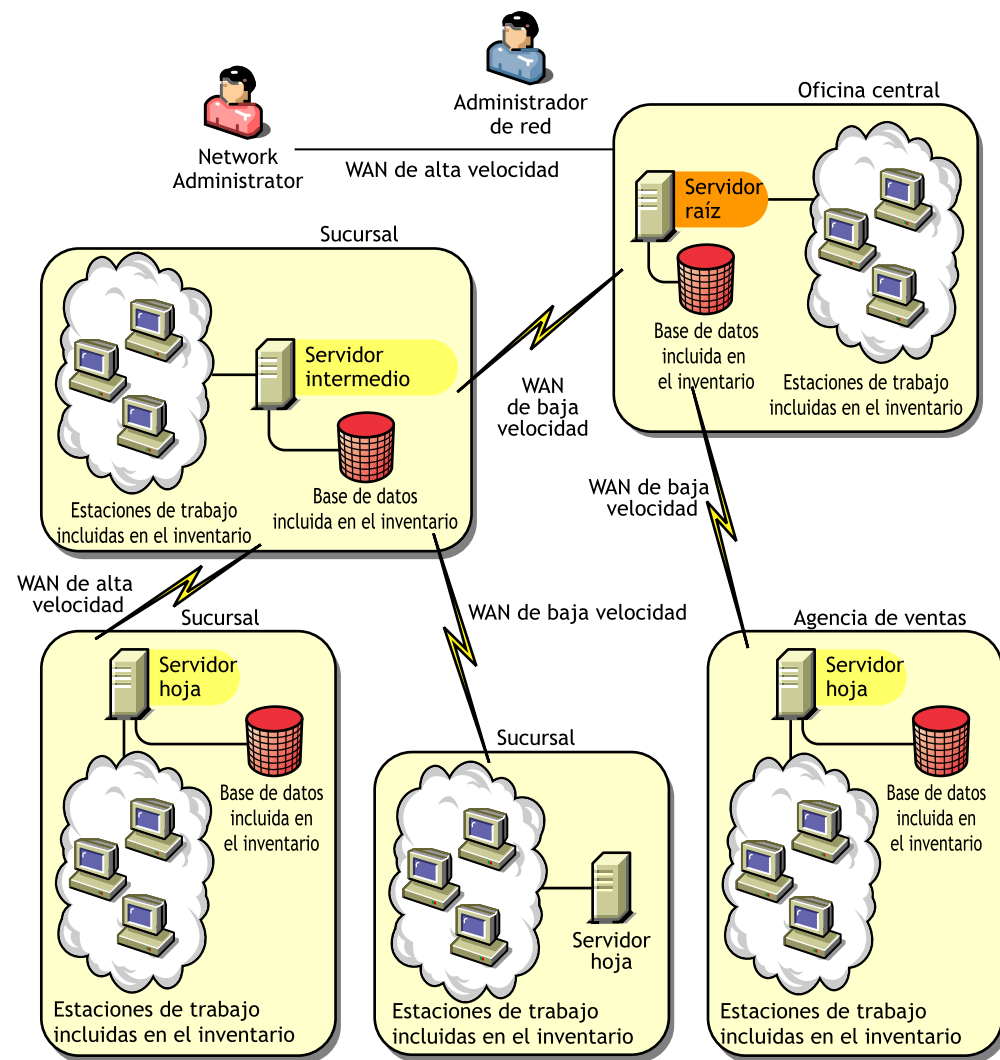 Administrador
de red
Network
Administrator
WAN de alta velocidad
Oficina central
Servidor
raíz
Base de datos
incluida en
el inventario
Estaciones de trabajo
incluidas en el inventario
Sucursal
Servidor
intermedio
Base de datos
incluida en el inventario
Estaciones de trabajo
incluidas en el inventario
WAN
de baja
velocidad
WAN de baja
velocidad
WAN de alta
velocidad
WAN de baja velocidad
Sucursal
Servidor
hoja
Base de datos
incluida en
el inventario
Estaciones de trabajo
incluidas en el inventario
Sucursal
Servidor
hoja
Estaciones de trabajo
incluidas en el inventario
Agencia de ventas
Servidor
hoja
Base de datos
incluida en
el inventario
Estaciones de trabajo
incluidas en el inventario